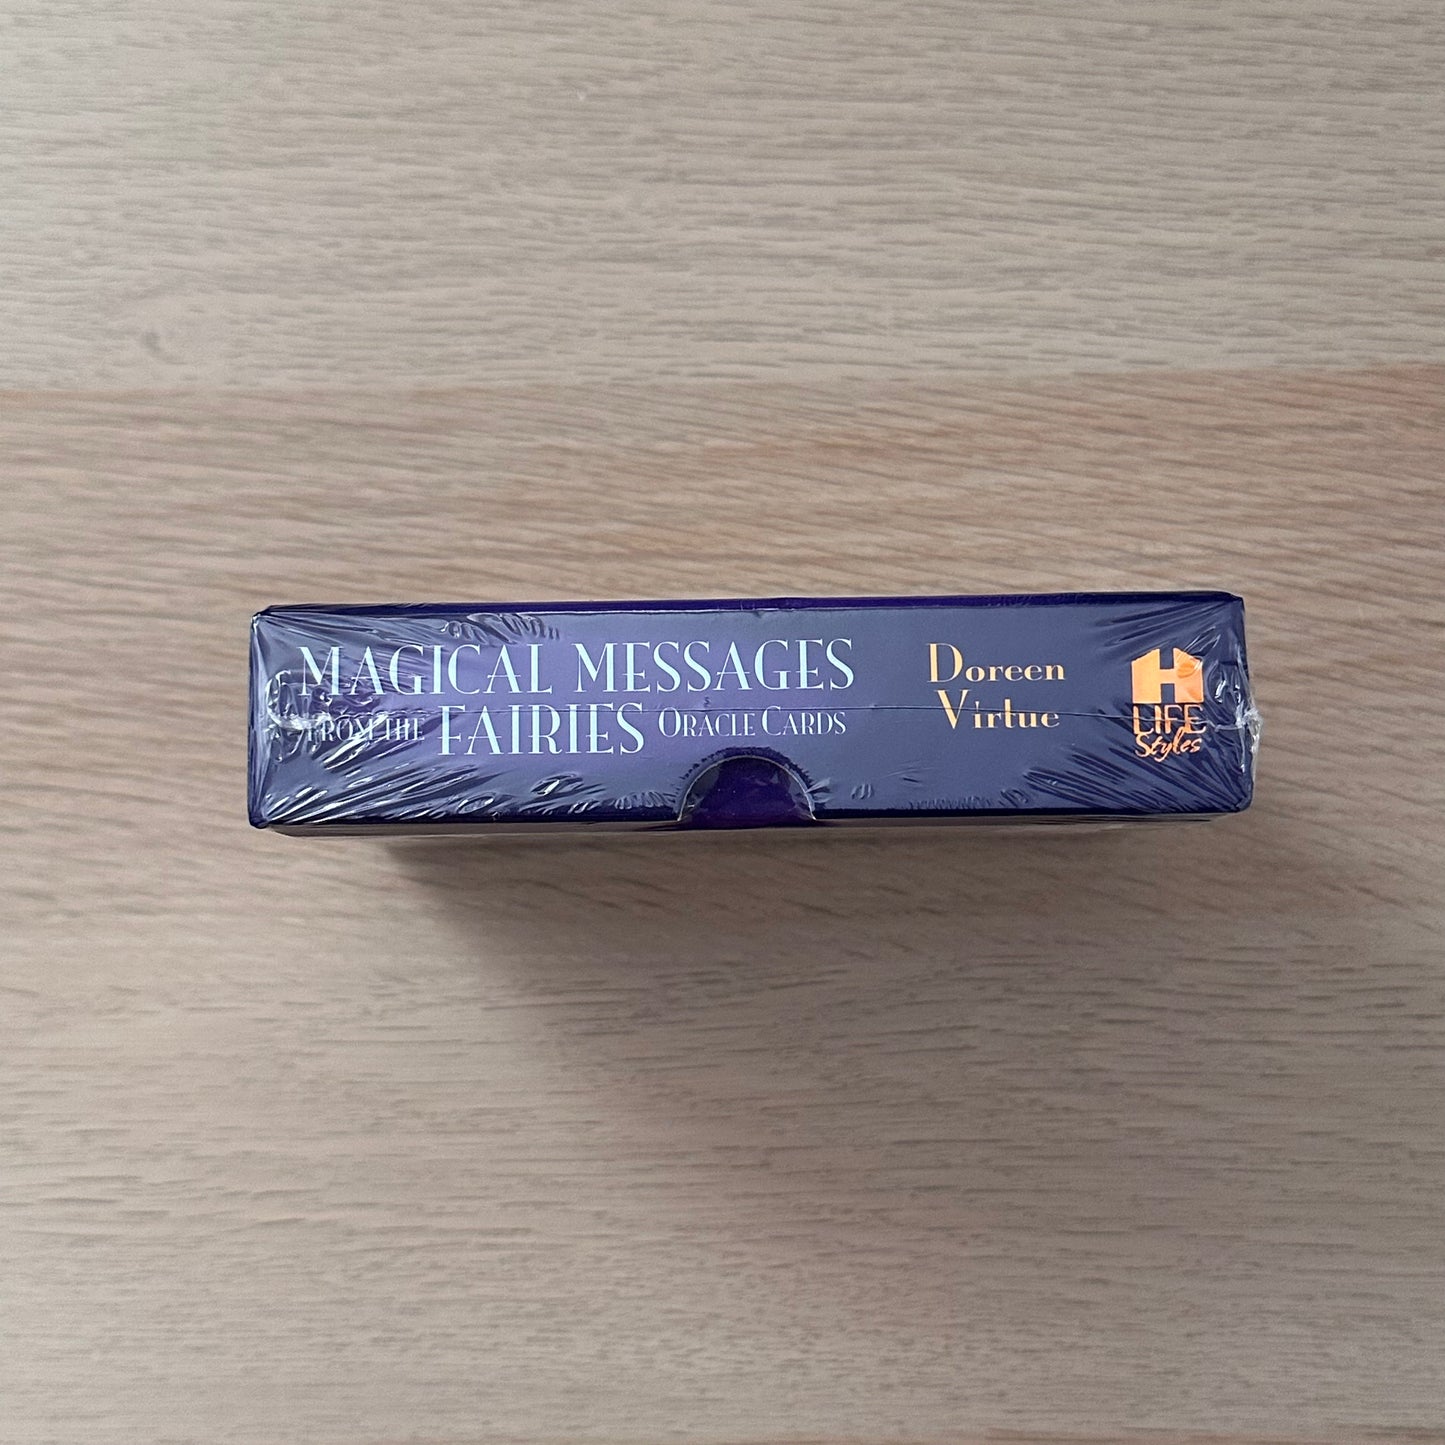 MAGICAL MESSAGES
FROM THE FAIRIES ORACLE CARDS
Doreen
Virtue
H
LIFE
Styles